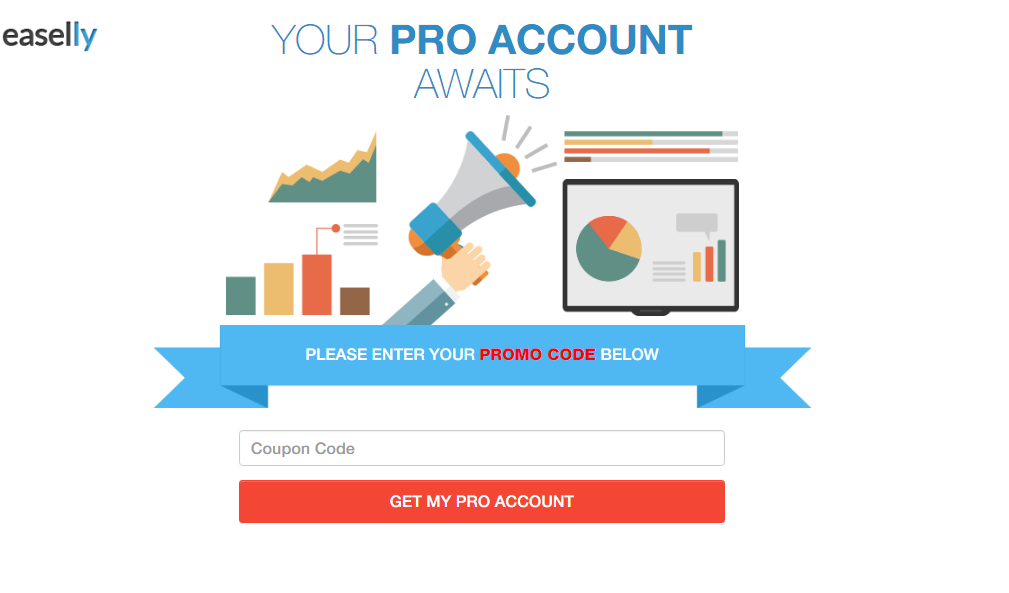 easelly
YOUR PRO ACCOUNT
AWAITS
PLEASE ENTER YOUR PROMO CODE BELOW
Coupon Code
GET MY PRO ACCOUNT